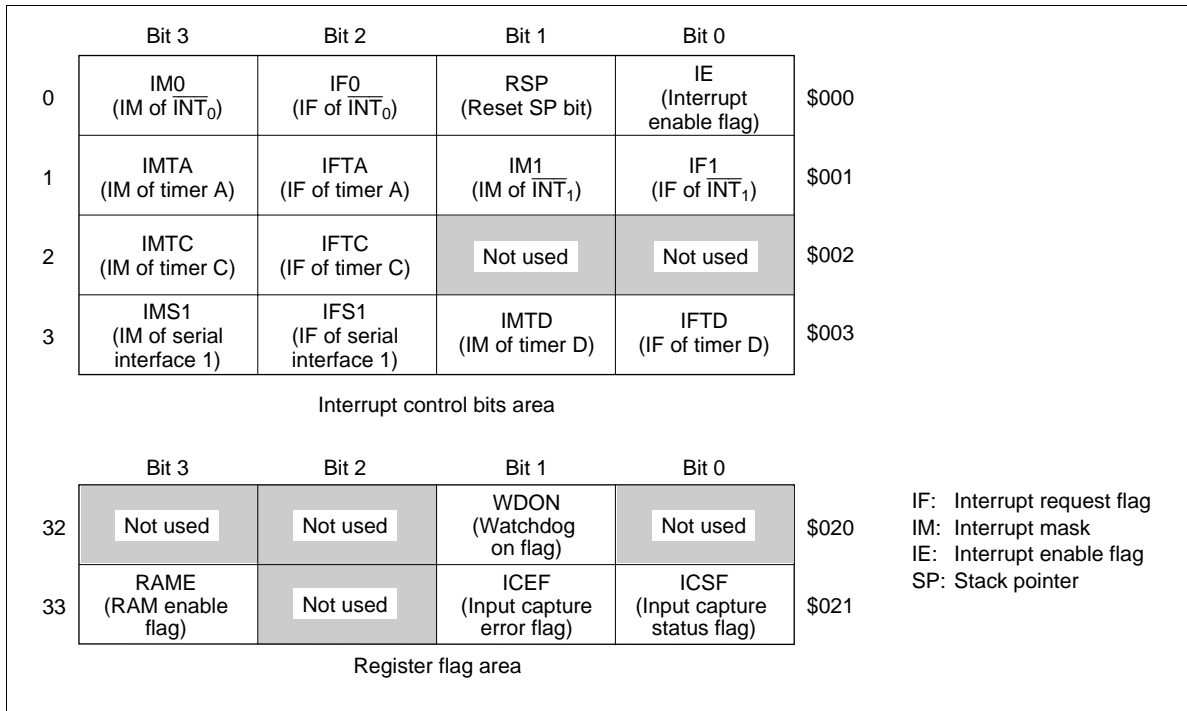 Bit 3 Bit 2 Bit 1 Bit 0
0
IM0
(IM of I̅N̅T̅₀)
IF0
(IF of I̅N̅T̅₀)
RSP
(Reset SP bit)
IE
(Interrupt
enable flag)
$000
1
IMTA
(IM of timer A)
IFTA
(IF of timer A)
IM1
(IM of I̅N̅T̅₁)
IF1
(IF of I̅N̅T̅₁)
$001
2
IMTC
(IM of timer C)
IFTC
(IF of timer C)
Not used
Not used
$002
3
IMS1
(IM of serial
interface 1)
IFS1
(IF of serial
interface 1)
IMTD
(IM of timer D)
IFTD
(IF of timer D)
$003
Interrupt control bits area
Bit 3 Bit 2 Bit 1 Bit 0
32
Not used
Not used
WDON
(Watchdog
on flag)
Not used
$020
33
RAME
(RAM enable
flag)
Not used
ICEF
(Input capture
error flag)
ICSF
(Input capture
status flag)
$021
Register flag area
IF: Interrupt request flag
IM: Interrupt mask
IE: Interrupt enable flag
SP: Stack pointer